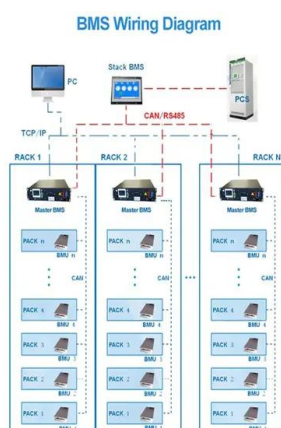 BMS Wiring Diagram
PC
Stack BMS
PCS
CAN/RS485
TCP/IP
RACK 1
RACK 2
RACK N
Master BMS
Master BMS
Master BMS
PACK n
PACK n
PACK n
BMU n
BMU n
BMU n
CAN
CAN
CAN
...
PACK 4
PACK 4
PACK 4
BMU 4
BMU 4
BMU 4
PACK 3
PACK 3
PACK 3
BMU 3
BMU 3
BMU 3
PACK 2
PACK 2
PACK 2
BMU 2
BMU 2
BMU 2
PACK 1
PACK 1
PACK 1